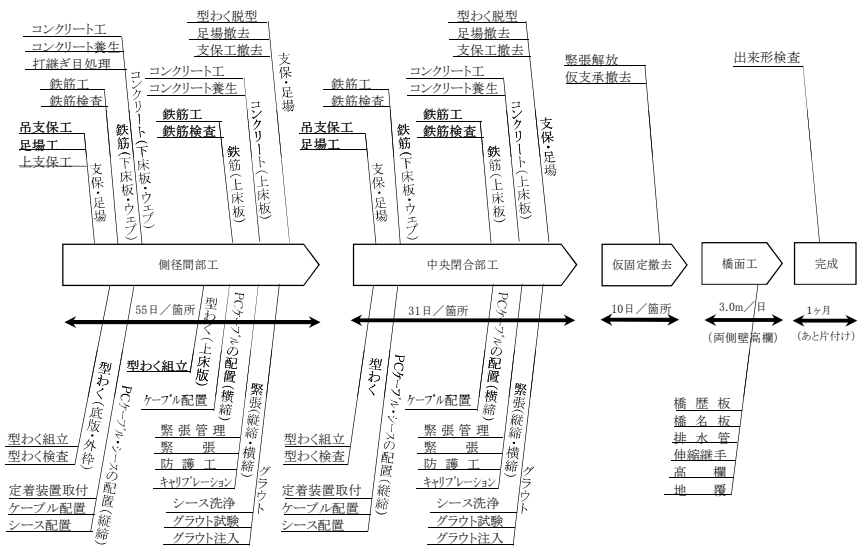 コンクリート工
コンクリート養生
打継ぎ目処理
コンクリート(下床板・ウェブ)
鉄筋工
鉄筋検査
鉄筋(下床板・ウェブ)
吊支保工
足場工
上支保工
支保・足場
型わく脱型
足場撤去
支保工撤去
支保・足場
コンクリート工
コンクリート養生
コンクリート(上床板)
鉄筋工
鉄筋検査
鉄筋(上床板)
型わく脱型
足場撤去
支保工撤去
支保・足場
コンクリート工
コンクリート養生
コンクリート(上床板)
鉄筋工
鉄筋検査
鉄筋(下床板・ウェブ)
吊支保工
足場工
支保・足場
鉄筋工
鉄筋検査
鉄筋(上床板)
緊張解放
仮支承撤去
出来形検査
側径間部工
中央閉合部工
仮固定撤去
橋面工
完成
55日/箇所
31日/箇所
10日/箇所
3.0m/日
(両側壁高欄)
1ヶ月
(あと片付け)
型わく(底版・外枠)
型わく組立
型わく検査
PCケーブル・シースの配置(縦締)
定着装置取付
ケーブル配置
シース配置
型わく(上床版)
型わく組立
PCケーブルの配置(横締)
ケーブル配置
緊張(縦締・横締)
緊張管理
緊張
防護工
キャリブレーション
グラウト
シース洗浄
グラウト試験
グラウト注入
型わく
型わく組立
型わく検査
PCケーブル・シースの配置(縦締)
定着装置取付
ケーブル配置
シース配置
PCケーブルの配置(横締)
ケーブル配置
緊張(縦締・横締)
緊張管理
緊張
防護工
キャリブレーション
グラウト
シース洗浄
グラウト試験
グラウト注入
橋歴板
橋名板
排水管
伸縮継手
高欄
地覆